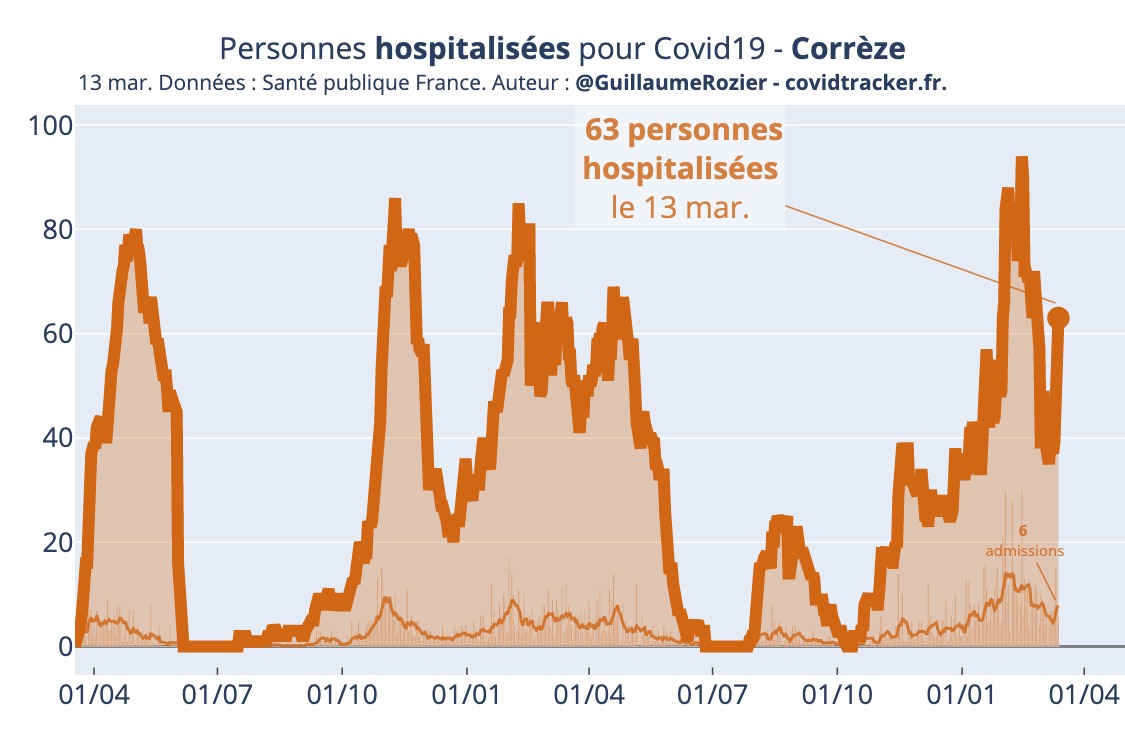 Personnes hospitalisées pour Covid19 - Corrèze
13 mar. Données : Santé publique France. Auteur : @GuillaumeRozier - covidtracker.fr.
100
63 personnes
hospitalisées
le 13 mar.
80
60
40
20
6
admissions
0
01/04 01/07 01/10 01/01 01/04 01/07 01/10 01/01 01/04